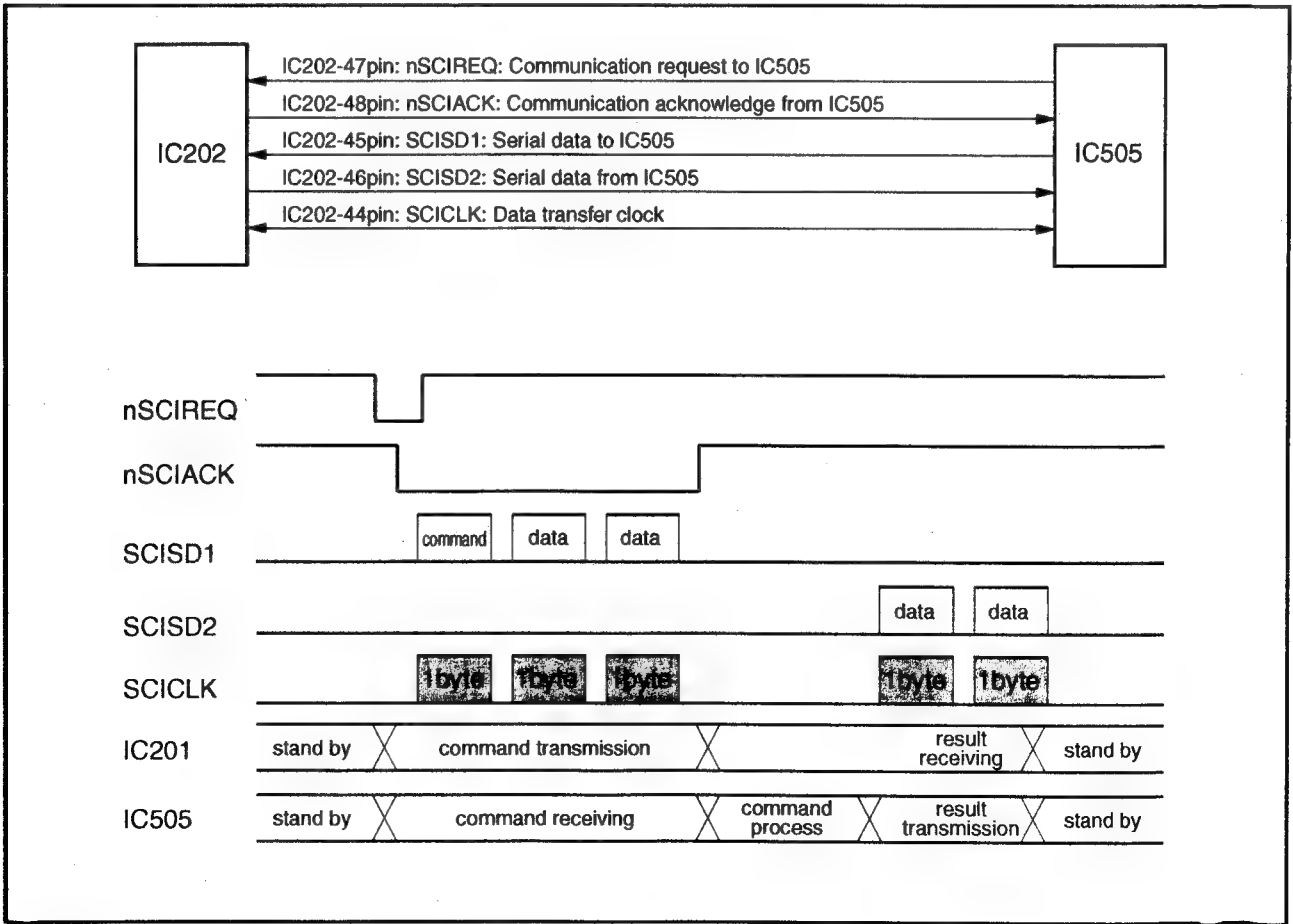 IC202
IC202-47pin: nSCIREQ: Communication request to IC505
IC202-48pin: nSCIACK: Communication acknowledge from IC505
IC202-45pin: SCISD1: Serial data to IC505
IC202-46pin: SCISD2: Serial data from IC505
IC202-44pin: SCICLK: Data transfer clock
IC505
nSCIREQ
nSCIACK
SCISD1 command data data
SCISD2 data data
SCICLK 1byte 1byte 1byte 1byte 1byte
IC201 stand by command transmission result receiving stand by
IC505 stand by command receiving command process result transmission stand by